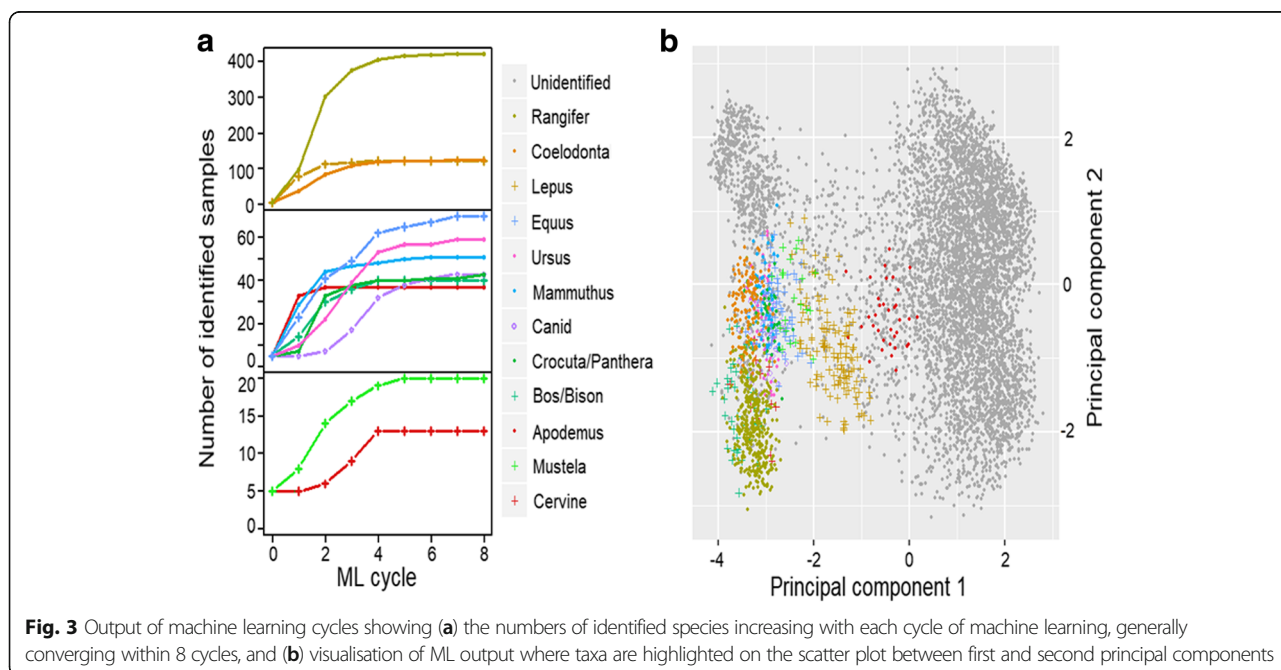 a
Number of identified samples
400
300
200
100
0
60
40
20
0
20
15
10
5
0
0 2 4 6 8
ML cycle
Unidentified
Rangifer
Coelodonta
Lepus
Equus
Ursus
Mammuthus
Canid
Crocuta/Panthera
Bos/Bison
Apodemus
Mustela
Cervine
b
2
0
-2
Principal component 2
-4 -2 0 2
Principal component 1
Fig. 3 Output of machine learning cycles showing (a) the numbers of identified species increasing with each cycle of machine learning, generally
converging within 8 cycles, and (b) visualisation of ML output where taxa are highlighted on the scatter plot between first and second principal components